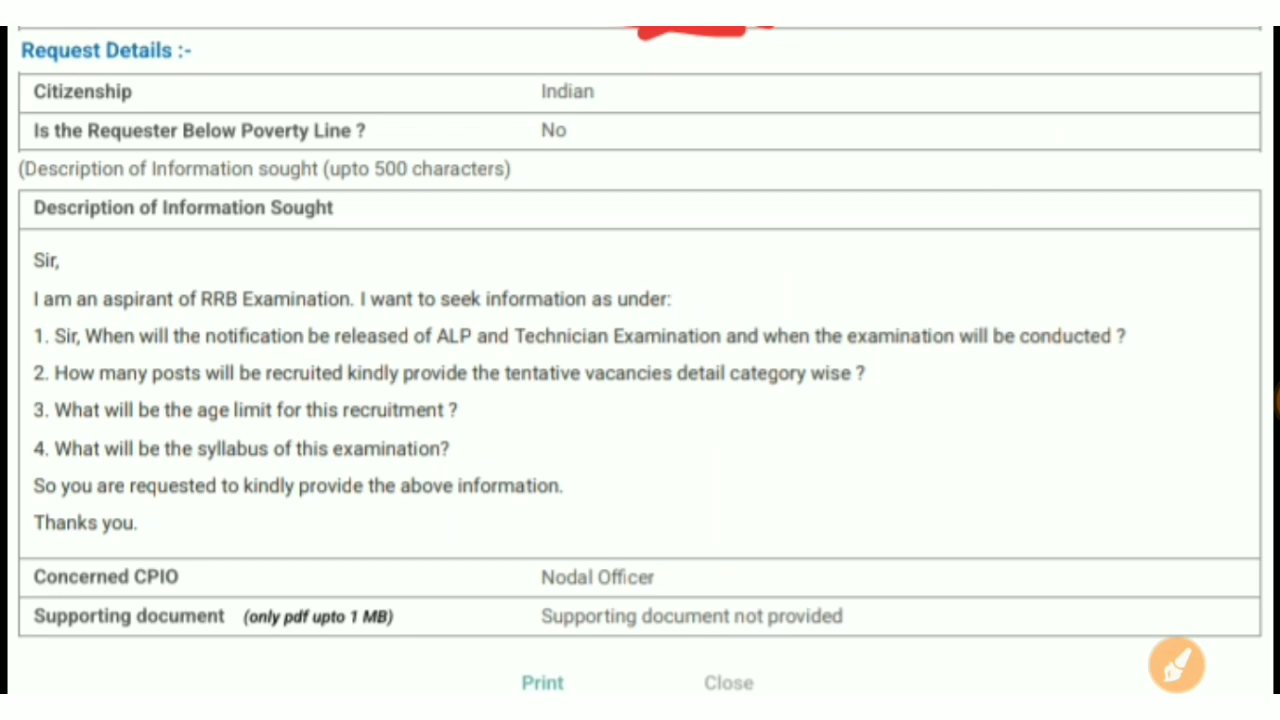 Request Details :-
Citizenship Indian
Is the Requester Below Poverty Line ? No
(Description of Information sought (upto 500 characters)
Description of Information Sought
Sir,
I am an aspirant of RRB Examination. I want to seek information as under:
1. Sir, When will the notification be released of ALP and Technician Examination and when the examination will be conducted ?
2. How many posts will be recruited kindly provide the tentative vacancies detail category wise ?
3. What will be the age limit for this recruitment ?
4. What will be the syllabus of this examination?
So you are requested to kindly provide the above information.
Thanks you.
Concerned CPIO Nodal Officer
Supporting document (only pdf upto 1 MB) Supporting document not provided
Print Close